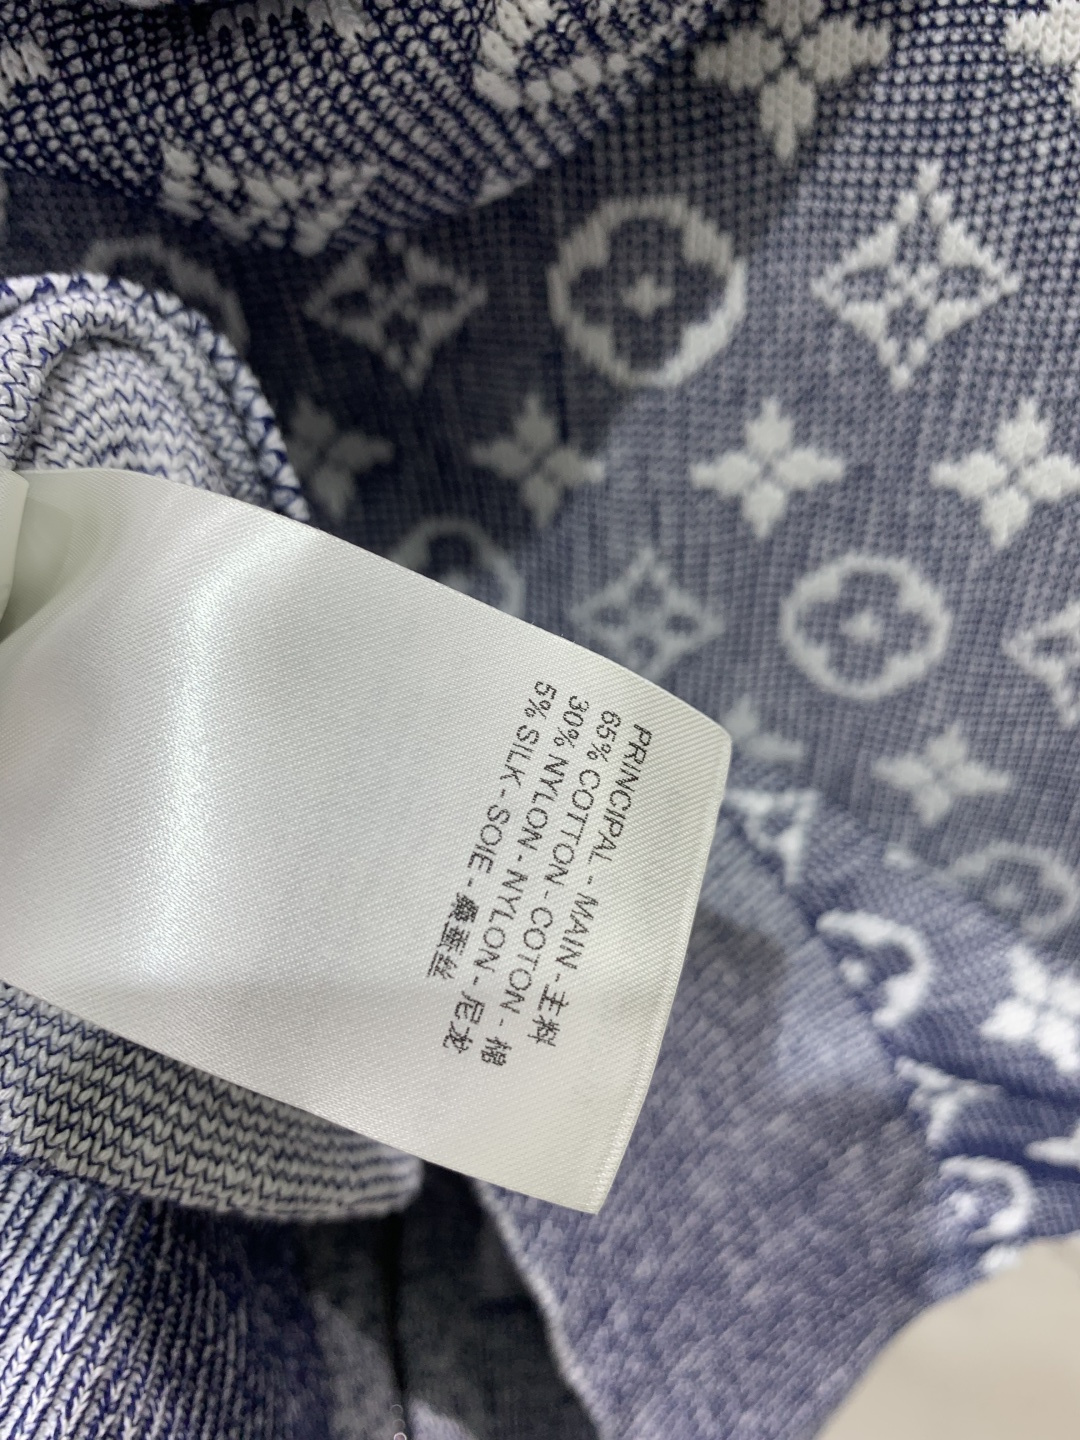 PRINCIPAL - MAIN - 主料
65% COTTON - COTON - 棉
30% NYLON - NYLON - 尼龙
5% SILK - SOIE - 桑蚕丝